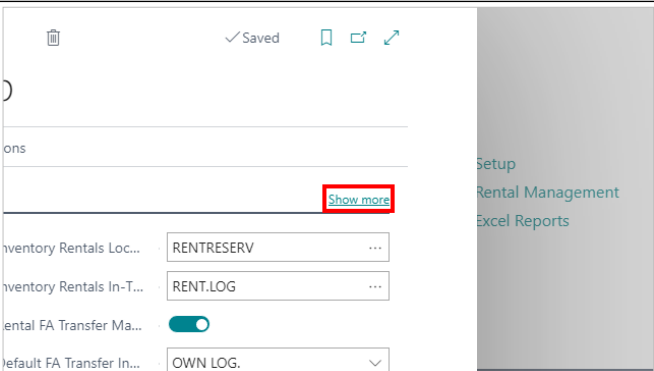 Saved
ons
Setup
Show more
Rental Management
Excel Reports
nventory Rentals Loc... RENTRESERV
nventory Rentals In-T... RENT.LOG
ental FA Transfer Ma...
efault FA Transfer In... OWN LOG.